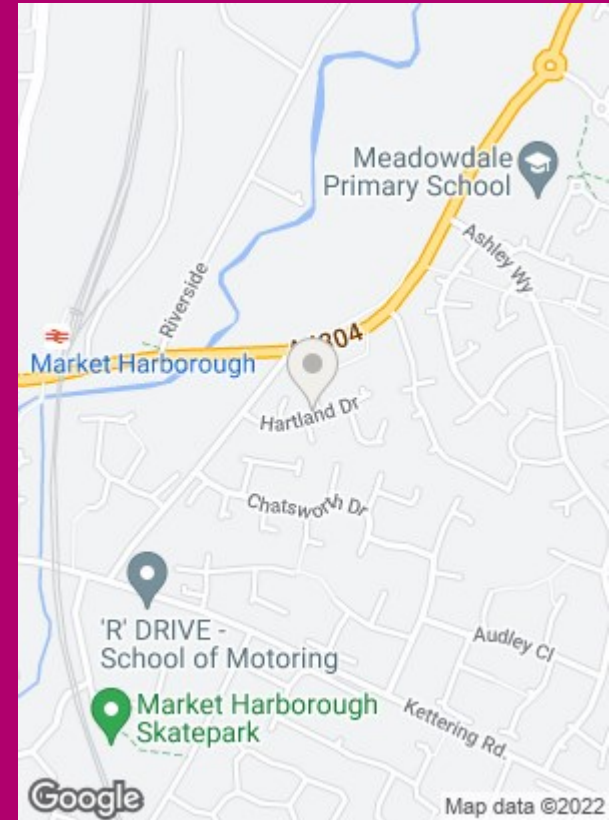 Meadowdale
Primary School
Ashley Wy
Riverside
Market Harborough
Hartland Dr
Chatsworth Dr
'R' DRIVE -
School of Motoring
Audley Cl
Market Harborough
Skatepark
Kettering Rd.
Google
Map data ©2022